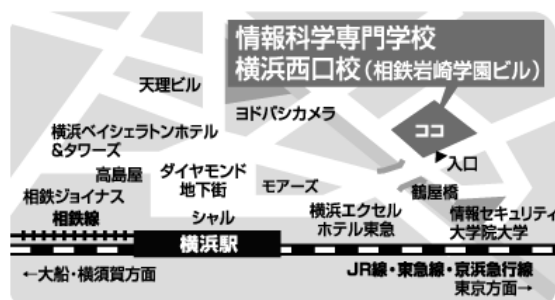 情報科学専門学校
横浜西口校(相鉄岩崎学園ビル)
天理ビル
ヨドバシカメラ
ココ
横浜ベイシェラトンホテル
&タワーズ
入口
高島屋
ダイヤモンド
地下街
モアーズ
鶴屋橋
相鉄ジョイナス
相鉄線
シャル
横浜エクセル
ホテル東急
情報セキュリティ
大学院大学
横浜駅
←大船・横須賀方面
JR線・東急線・京浜急行線
東京方面→